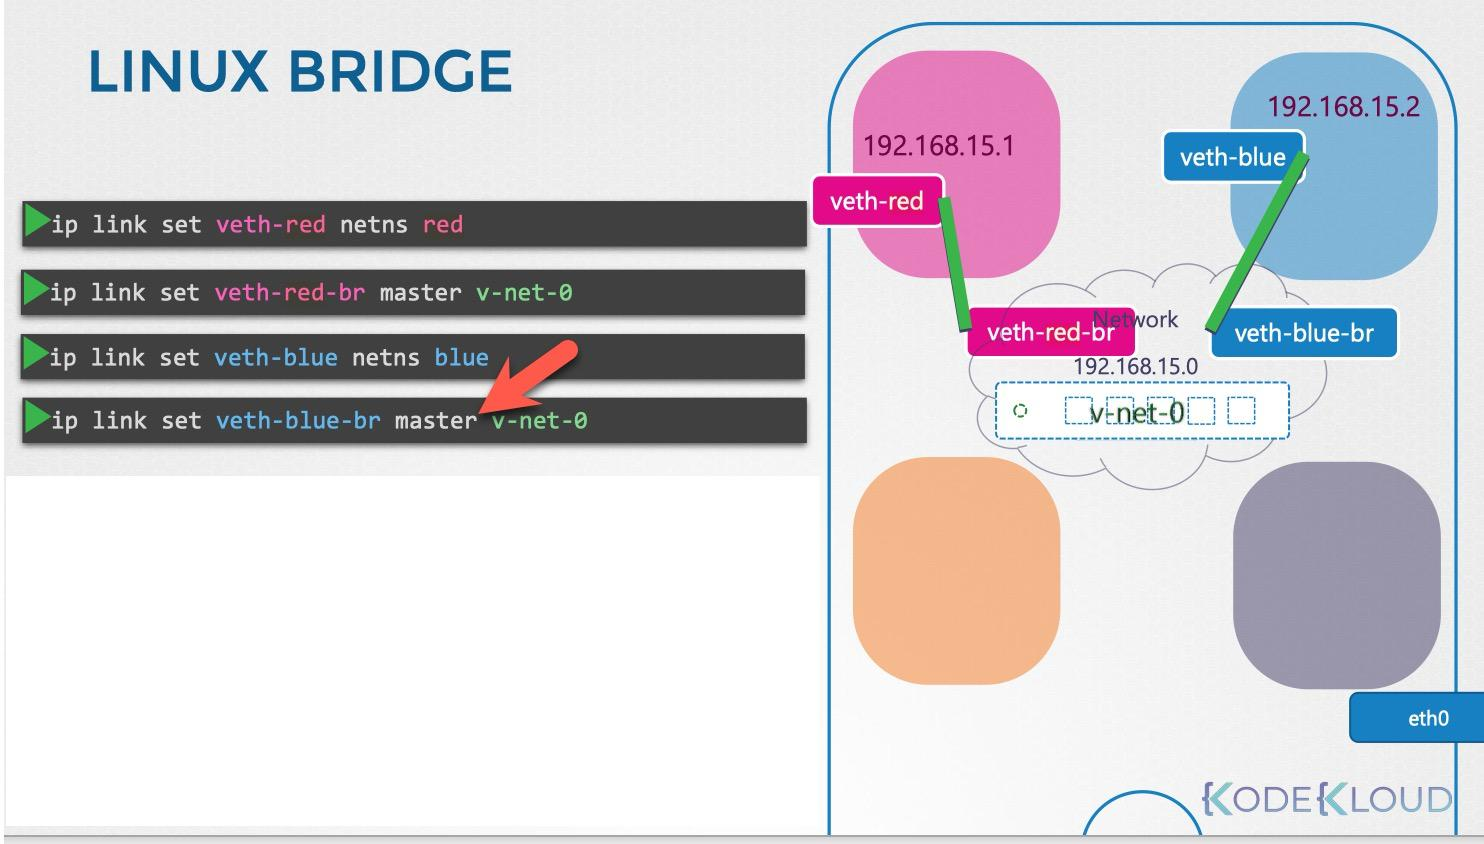 LINUX BRIDGE
ip link set veth-red netns red
ip link set veth-red-br master v-net-0
ip link set veth-blue netns blue
ip link set veth-blue-br master v-net-0
192.168.15.1
192.168.15.2
veth-red
veth-blue
veth-red-br
Network
veth-blue-br
192.168.15.0
v-net-0
eth0
KODEKLOUD